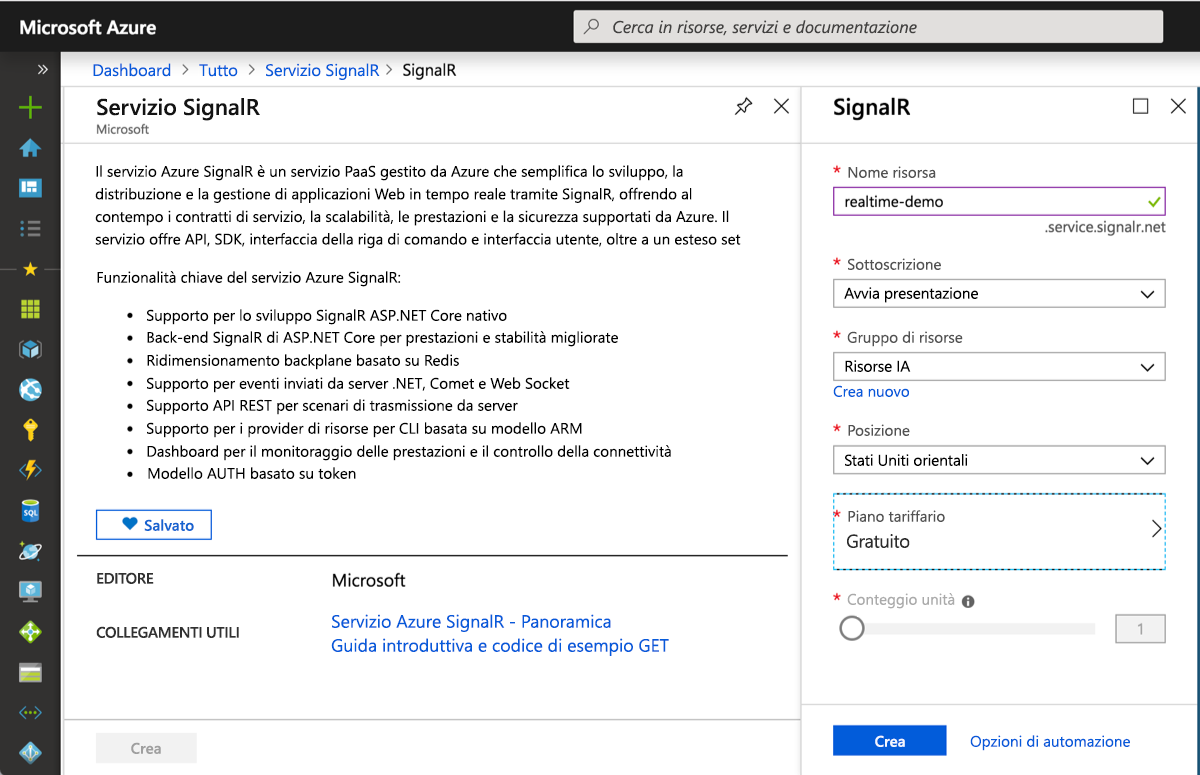 Microsoft Azure
Cerca in risorse, servizi e documentazione
Dashboard > Tutto > Servizio SignalR > SignalR
Servizio SignalR
Microsoft
Il servizio Azure SignalR è un servizio PaaS gestito da Azure che semplifica lo sviluppo, la
distribuzione e la gestione di applicazioni Web in tempo reale tramite SignalR, offrendo al
contempo i contratti di servizio, la scalabilità, le prestazioni e la sicurezza supportati da Azure. Il
servizio offre API, SDK, interfaccia della riga di comando e interfaccia utente, oltre a un esteso set
Funzionalità chiave del servizio Azure SignalR:
• Supporto per lo sviluppo SignalR ASP.NET Core nativo
• Back-end SignalR di ASP.NET Core per prestazioni e stabilità migliorate
• Ridimensionamento backplane basato su Redis
• Supporto per eventi inviati da server .NET, Comet e Web Socket
• Supporto API REST per scenari di trasmissione da server
• Supporto per i provider di risorse per CLI basata su modello ARM
• Dashboard per il monitoraggio delle prestazioni e il controllo della connettività
• Modello AUTH basato su token
Salvato
EDITORE
Microsoft
COLLEGAMENTI UTILI
Servizio Azure SignalR - Panoramica
Guida introduttiva e codice di esempio GET
Crea
SignalR
* Nome risorsa
realtime-demo
.service.signalr.net
* Sottoscrizione
Avvia presentazione
* Gruppo di risorse
Risorse IA
Crea nuovo
* Posizione
Stati Uniti orientali
* Piano tariffario
Gratuito
* Conteggio unità
1
Crea
Opzioni di automazione
SQL